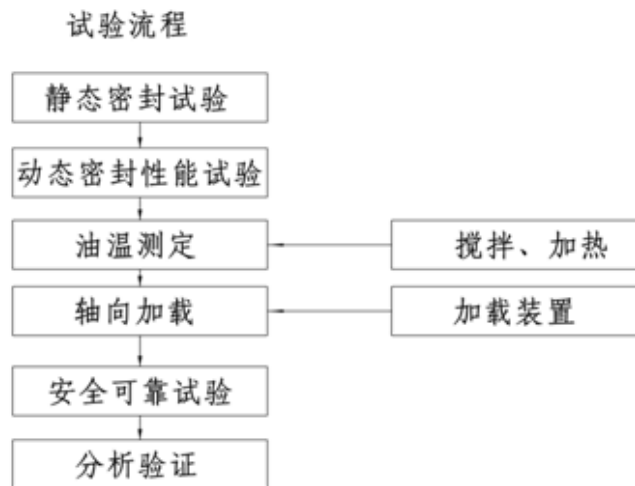 试验流程
静态密封试验
动态密封性能试验
油温测定
搅拌、加热
轴向加载
加载装置
安全可靠试验
分析验证